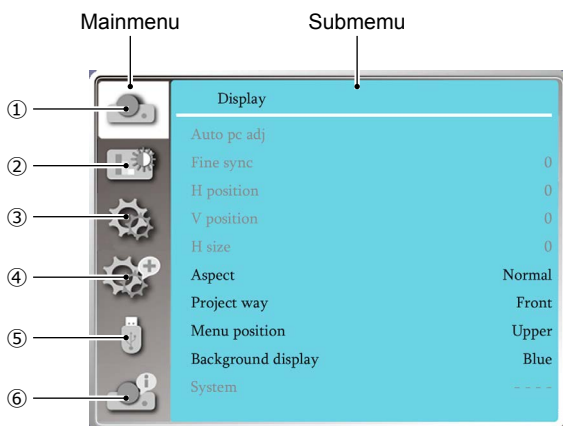 Mainmenu Submemu
① Display
Auto pc adj
② Fine sync 0
H position 0
③ V position 0
H size 0
④ Aspect Normal
Project way Front
⑤ Menu position Upper
Background display Blue
⑥ System - - - -